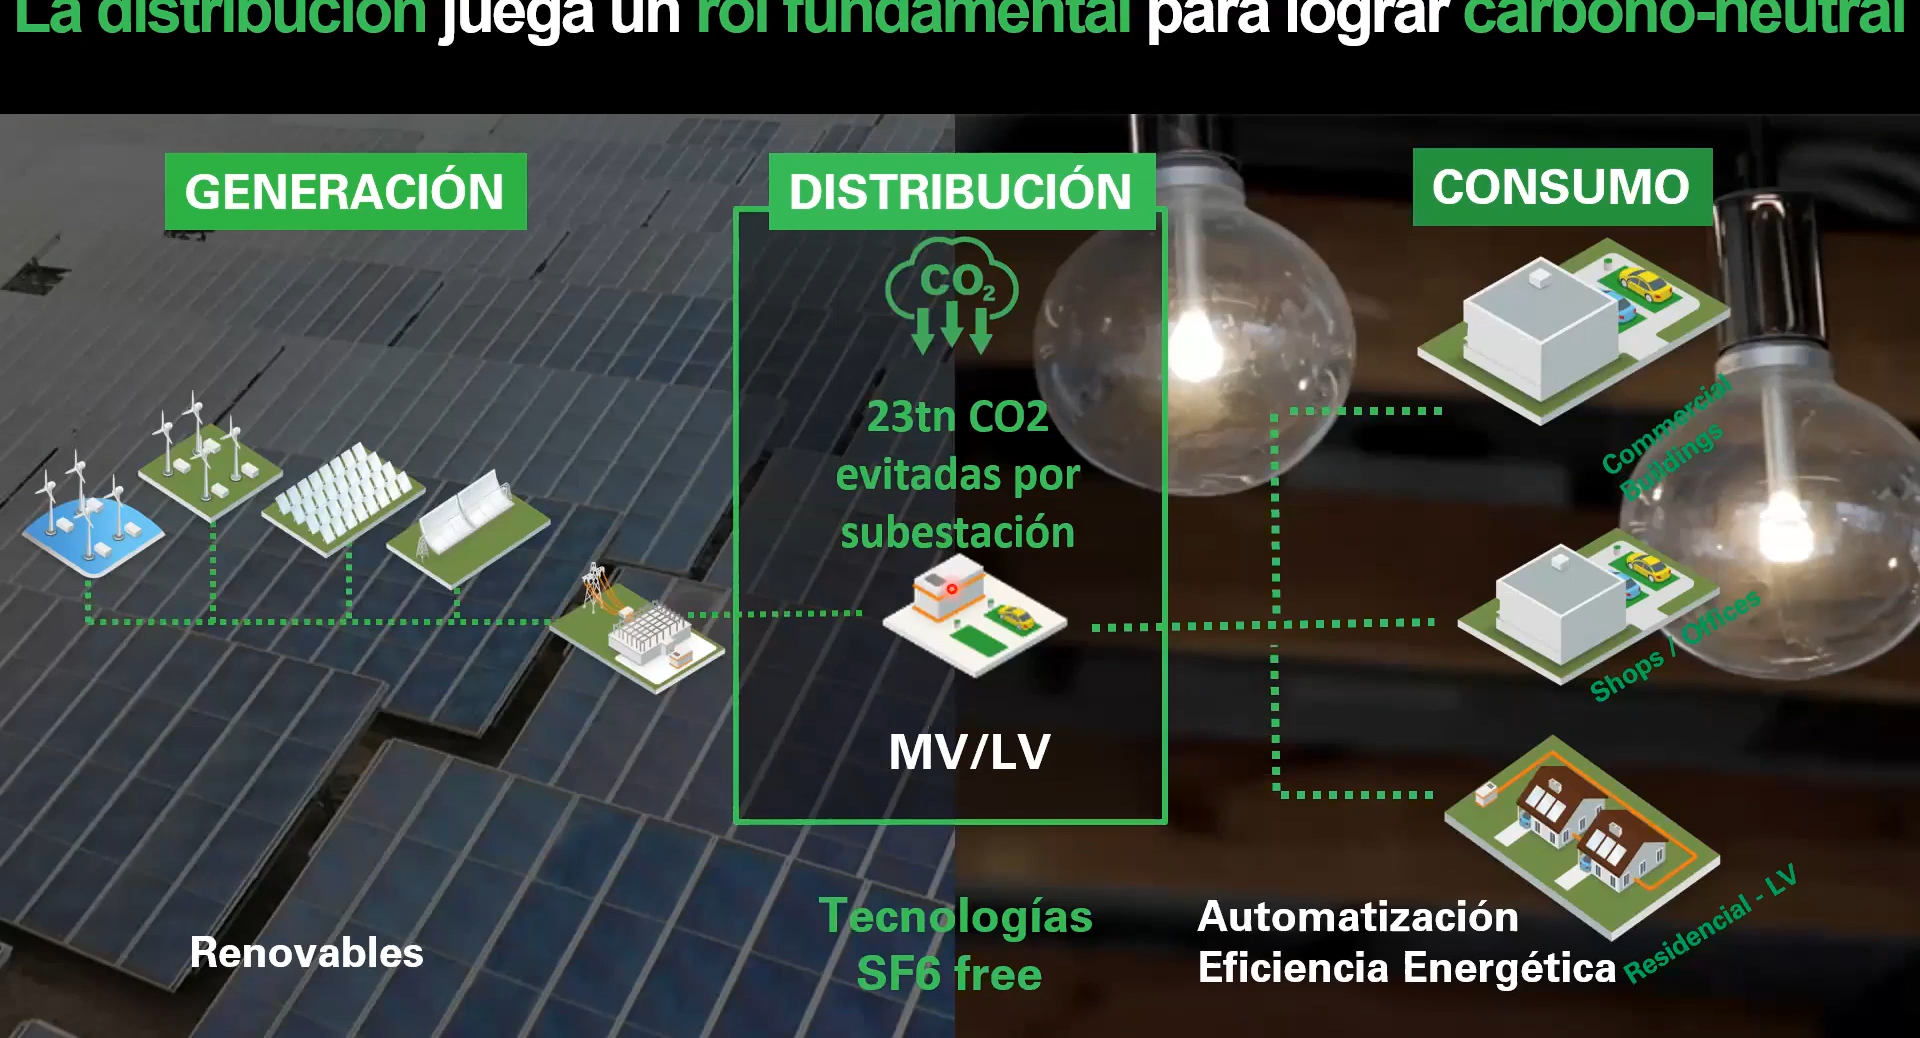 La distribución juega un rol fundamental para lograr carbono-neutral
GENERACIÓN
DISTRIBUCIÓN
CONSUMO
CO2
23tn CO2
evitadas por
subestación
MV/LV
Commercial
Buildings
Shops / Offices
Residencial - LV
Renovables
Tecnologías
SF6 free
Automatización
Eficiencia Energética